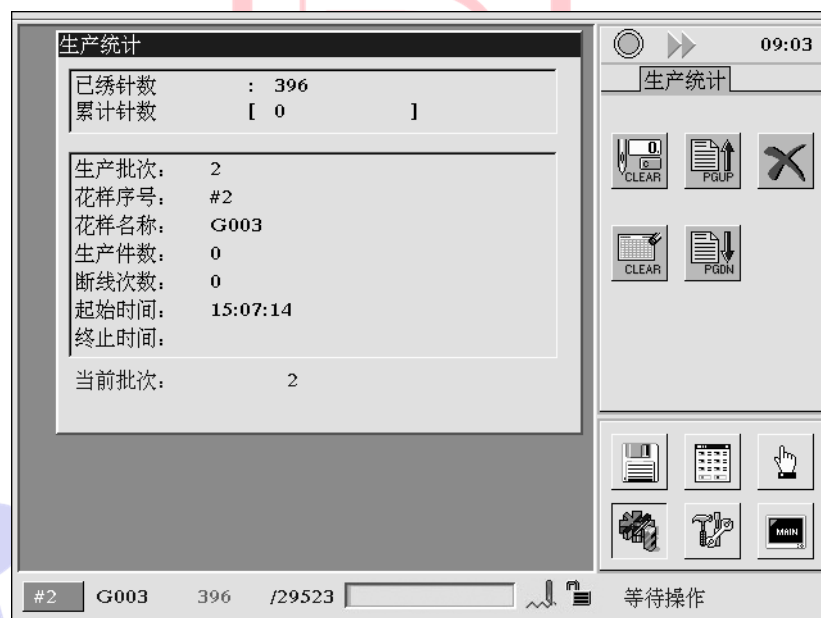 生产统计
已绣针数 : 396
累计针数 [ 0 ]
生产批次： 2
花样序号： #2
花样名称： G003
生产件数： 0
断线次数： 0
起始时间： 15:07:14
终止时间：
当前批次： 2
09:03
生产统计
0.
C
CLEAR
PGUP
CLEAR
PGDN
MAIN
#2 G003 396 /29523 等待操作